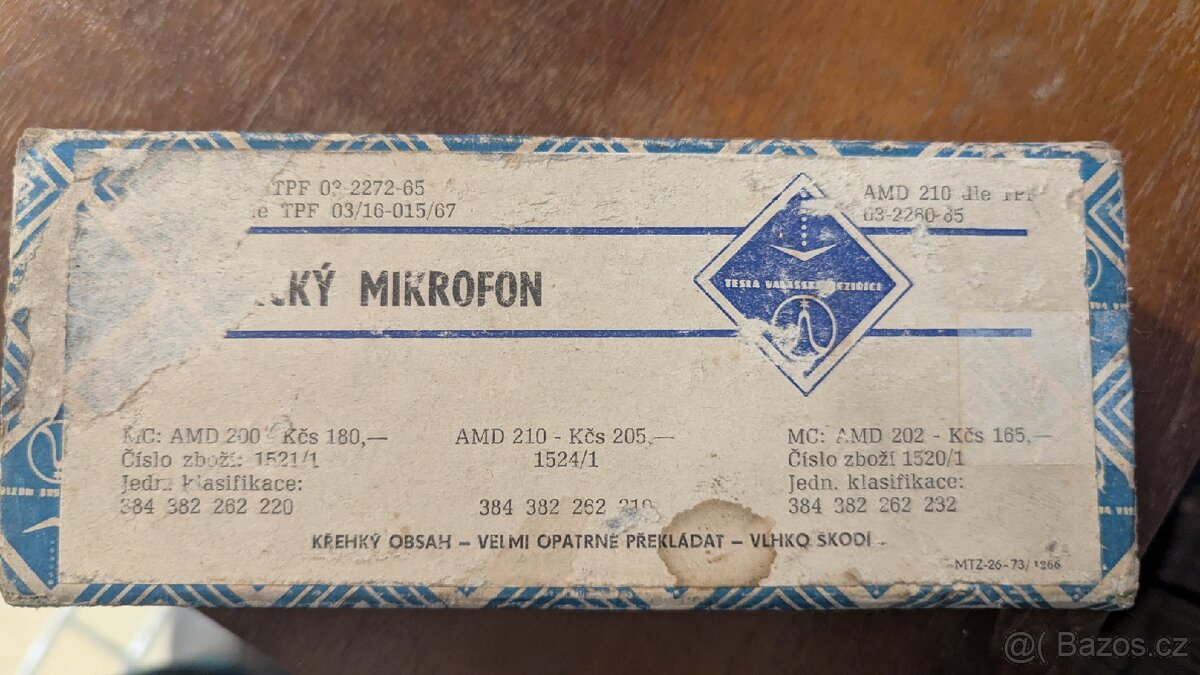 TPF 03 2272-65
TPF 03/16-015/67
AMD 210 dle TPF
03-2260-65
KÝ MIKROFON
TESLA VALAŠSKÉ MEZIŘÍČÍ
MC: AMD 200 Kčs 180,—
Číslo zboží: 1521/1
Jedn. klasifikace:
384 382 262 220
AMD 210 - Kčs 205,—
1524/1
384 382 262 210
MC: AMD 202 - Kčs 165,—
Číslo zboží 1520/1
Jedn. klasifikace:
384 382 262 232
KŘEHKÝ OBSAH — VELMI OPATRNĚ PŘEKLÁDAT — VLHKO ŠKODÍ
MTZ-26-73/1266
@( Bazos.cz